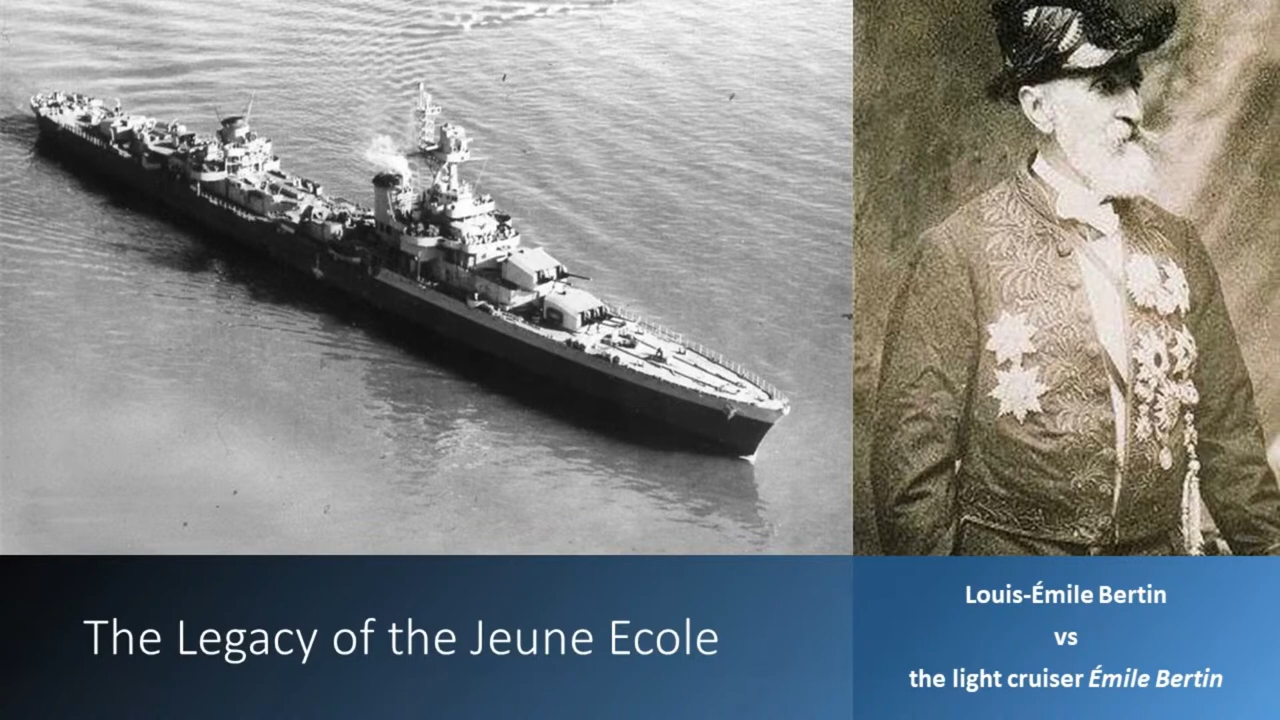 The Legacy of the Jeune Ecole
Louis-Émile Bertin
vs
the light cruiser Émile Bertin